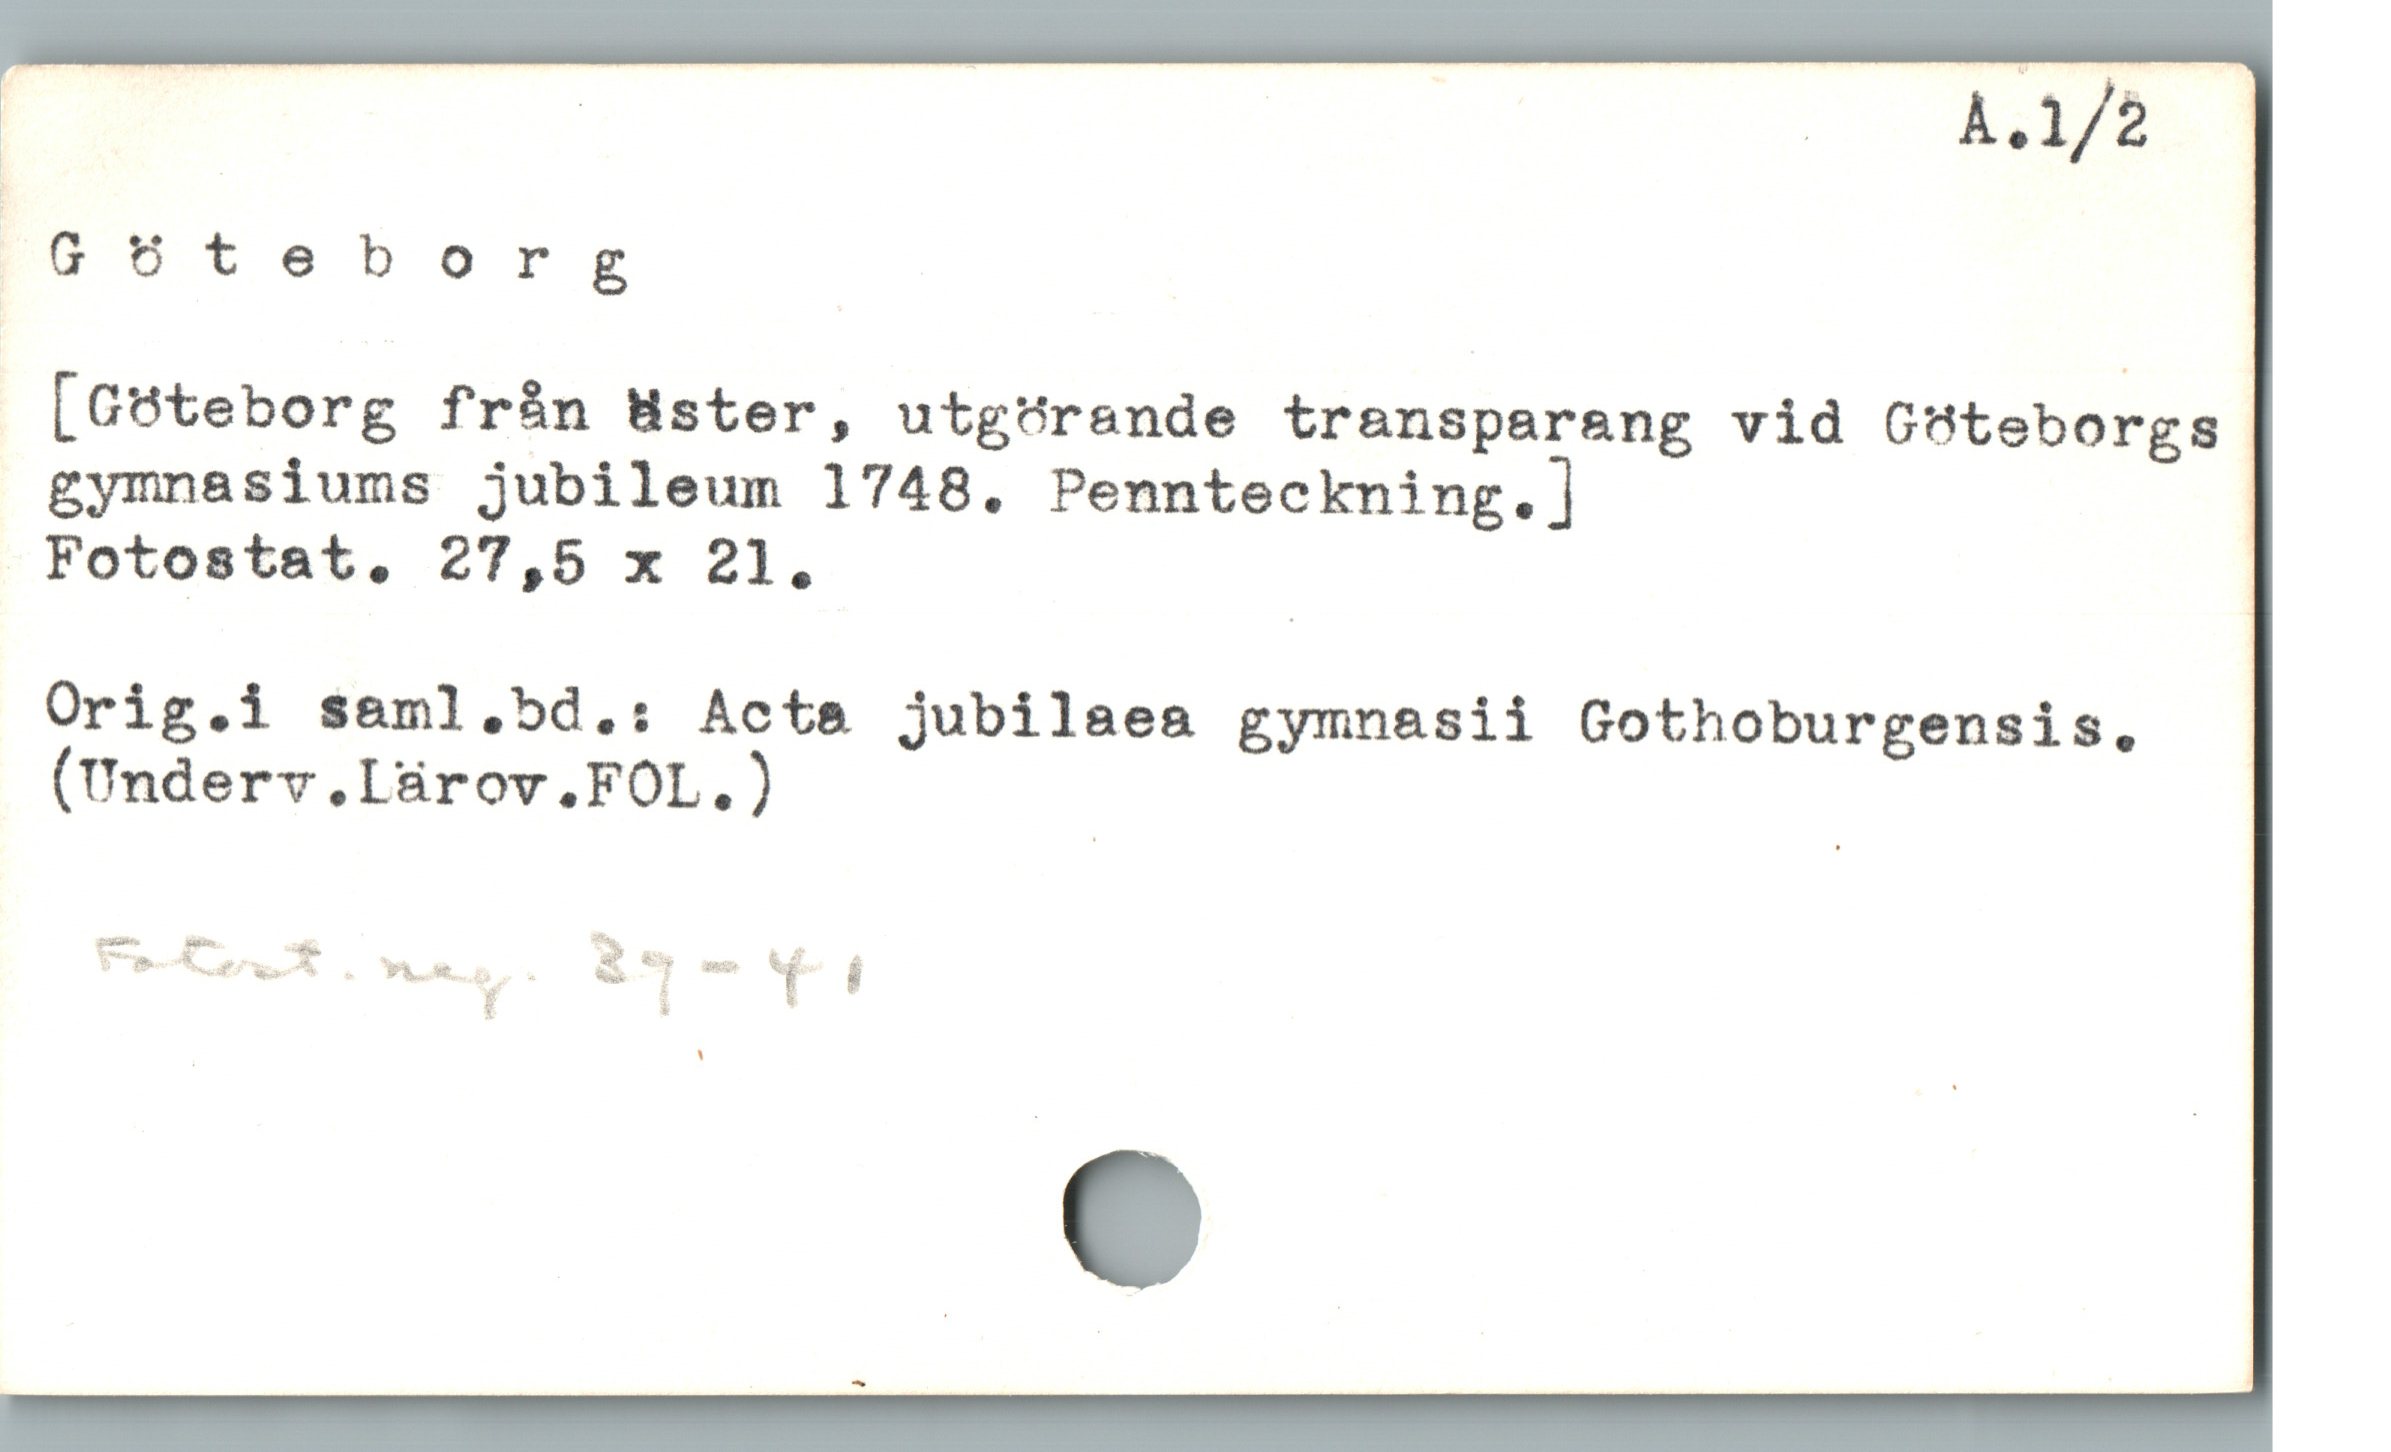 A.1/2
G ö t e b o r g
[Göteborg från , utgörande transparang vid Göteborgs
gymnasiums jubileum 1748. Pennteckning.]
Fotostat. 27,5 x 21.
Orig.i saml.bd.: Acta jubilaea gymnasii Gothoburgensis.
(Underv.Lärov.FOL.)
Fotost. neg. 39-41